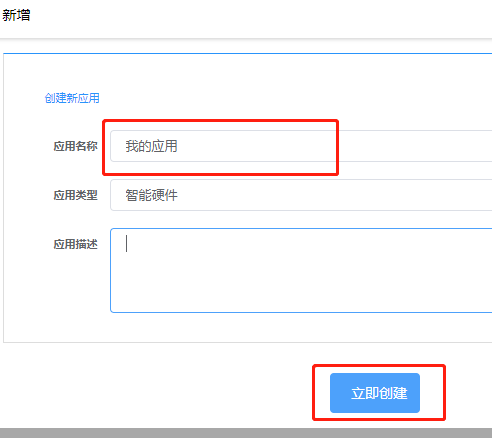 新增
创建新应用
应用名称 我的应用
应用类型 智能硬件
应用描述
立即创建